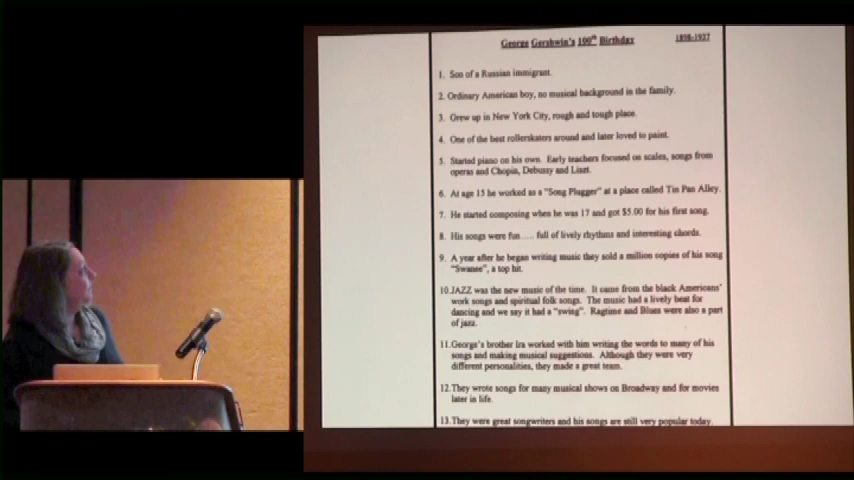 George Gershwin's 100th Birthday 1898-1937
1. Son of a Russian immigrant.
2. Ordinary American boy, no musical background in the family.
3. Grew up in New York City, rough and tough place.
4. One of the best rollerskaters around and later loved to paint.
5. Started piano on his own. Early teachers focused on scales, songs from
operas and Chopin, Debussy and Liszt.
6. At age 15 he worked as a "Song Plugger" at a place called Tin Pan Alley.
7. He started composing when he was 17 and got $5.00 for his first song.
8. His songs were fun..... full of lively rhythms and interesting chords.
9. A year after he began writing music they sold a million copies of his song
"Swanee", a top hit.
10.JAZZ was the new music of the time. It came from the black Americans'
work songs and spiritual folk songs. The music had a lively beat for
dancing and we say it had a "swing". Ragtime and Blues were also a part
of jazz.
11.George's brother Ira worked with him writing the words to many of his
songs and making musical suggestions. Although they were very
different personalities, they made a great team.
12.They wrote songs for many musical shows on Broadway and for movies
later in life.
13.They were great songwriters and his songs are still very popular today.